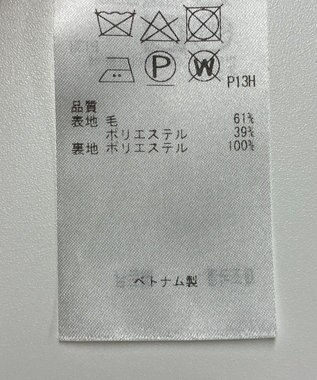 P W P13H
品質
表地 毛 61%
ポリエステル 39%
裏地 ポリエステル 100%
ベトナム製